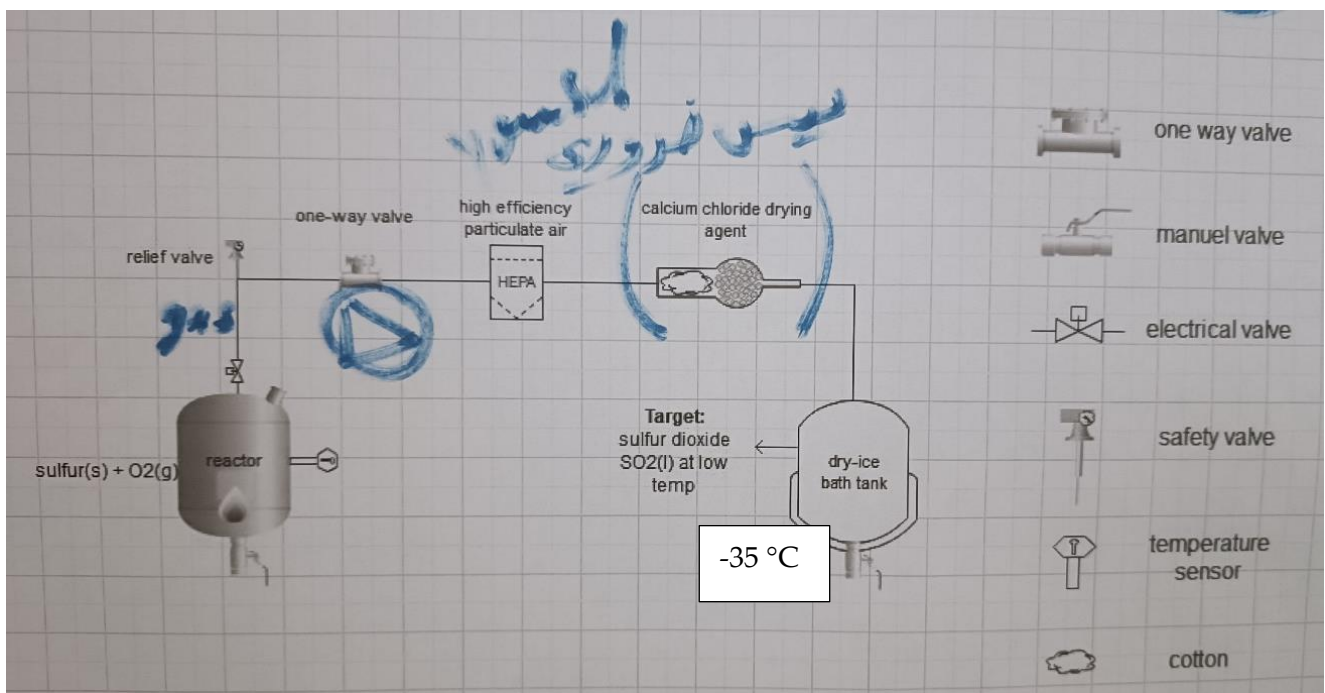 ليس ضروري
high efficiency
particulate air
calcium chloride drying
agent
one-way valve
relief valve
HEPA
gas
reactor
sulfur(s) + O2(g)
Target:
sulfur dioxide
SO2(l) at low
temp
dry-ice
bath tank
-35 °C
one way valve
manuel valve
electrical valve
safety valve
temperature
sensor
cotton